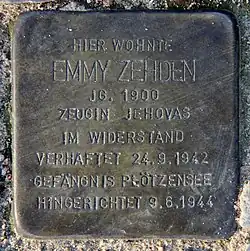 HIER WOHNTE
EMMY ZEHDEN
JG. 1900
ZEUGIN JEHOVAS
IM WIDERSTAND
VERHAFTET 24.9.1942
GEFÄNGNIS PLÖTZENSEE
HINGERICHTET 9.6.1944